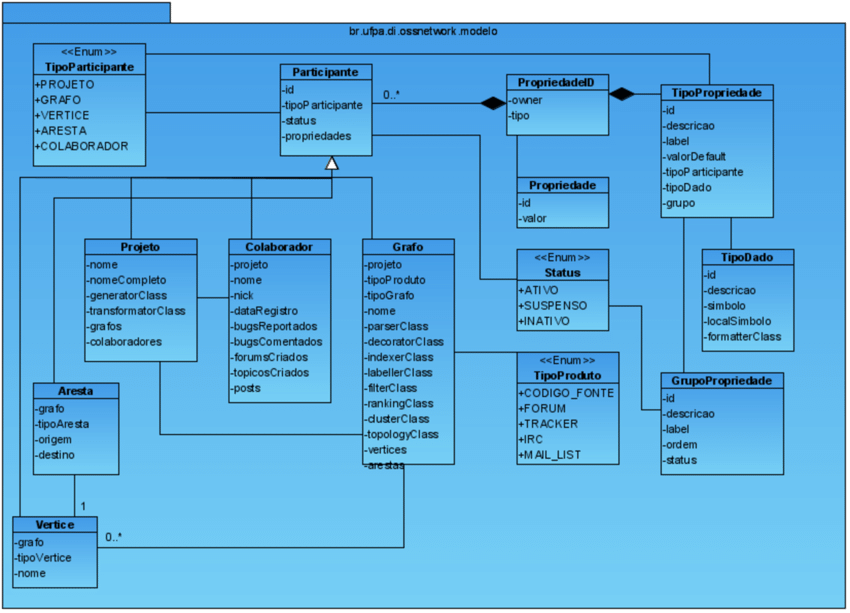 br.ufpa.di.ossnetwork.modelo
<<Enum>>
TipoParticipante
+PROJETO
+GRAFO
+VERTICE
+ARESTA
+COLABORADOR
Participante
-id
-tipoParticipante
-status
-propriedades
0..*
PropriedadeID
-owner
-tipo
TipoPropriedade
-id
-descricao
-label
-valorDefault
-tipoParticipante
-tipoDado
-grupo
Propriedade
-id
-valor
Projeto
-nome
-nomeCompleto
-generatorClass
-transformatorClass
-grafos
-colaboradores
Colaborador
-projeto
-nome
-nick
-dataRegistro
-bugsReportados
-bugsComentados
-forumsCriados
-topicosCriados
-posts
Grafo
-projeto
-tipoProduto
-tipoGrafo
-nome
-parserClass
-decoratorClass
-indexerClass
-labellerClass
-filterClass
-rankingClass
-clusterClass
-topologyClass
-vertices
-arestas
<<Enum>>
Status
+ATIVO
+SUSPENSO
+INATIVO
TipoDado
-id
-descricao
-simbolo
-localSimbolo
-formatterClass
<<Enum>>
TipoProduto
+CODIGO_FONTE
+FORUM
+TRACKER
+IRC
+MAIL_LIST
GrupoPropriedade
-id
-descricao
-label
-ordem
-status
Aresta
-grafo
-tipoAresta
-origem
-destino
1
Vertice
-grafo
-tipoVertice
-nome
0..*